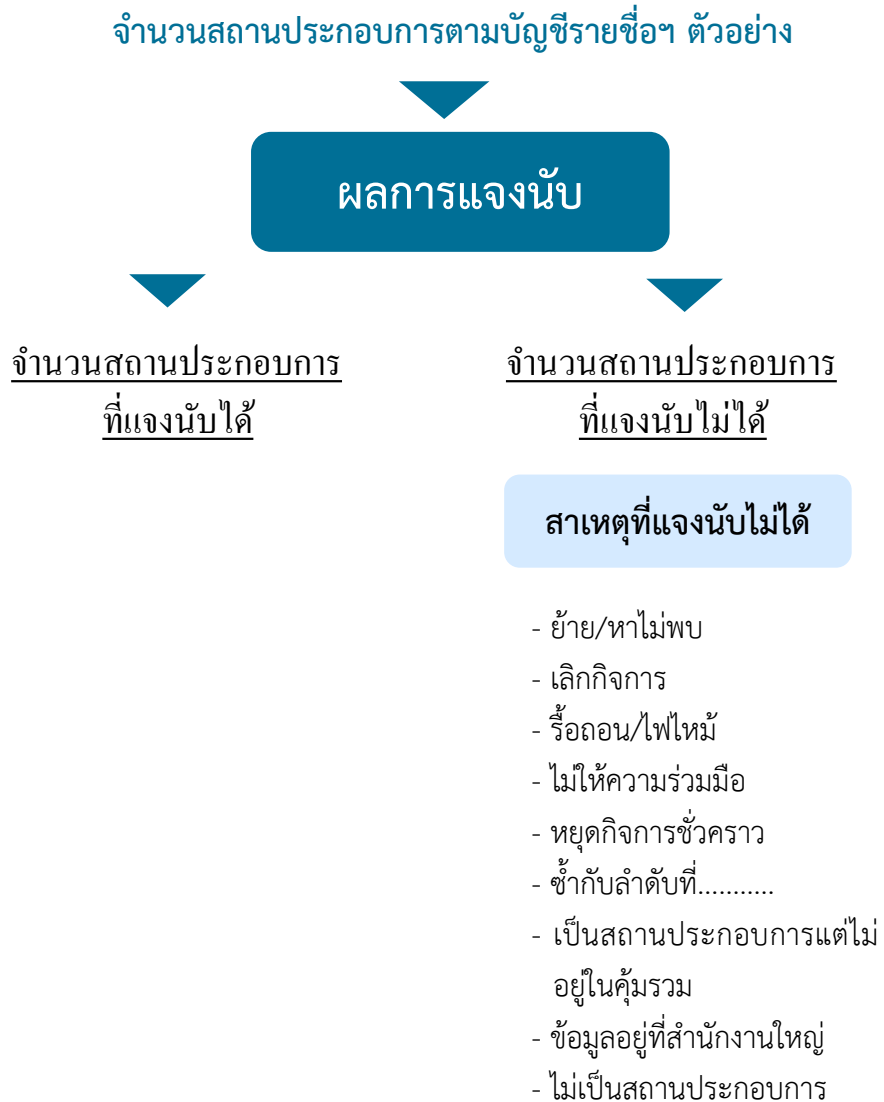 จำนวนสถานประกอบการตามบัญชีรายชื่อฯ ตัวอย่าง
ผลการแจงนับ
จำนวนสถานประกอบการ
ที่แจงนับได้
จำนวนสถานประกอบการ
ที่แจงนับไม่ได้
สาเหตุที่แจงนับไม่ได้
- ย้าย/หาไม่พบ
- เลิกกิจการ
- รื้อถอน/ไฟไหม้
- ไม่ให้ความร่วมมือ
- หยุดกิจการชั่วคราว
- ซ้ำกับลำดับที่...........
- เป็นสถานประกอบการแต่ไม่
อยู่ในคุ้มรวม
- ข้อมูลอยู่ที่สำนักงานใหญ่
- ไม่เป็นสถานประกอบการ